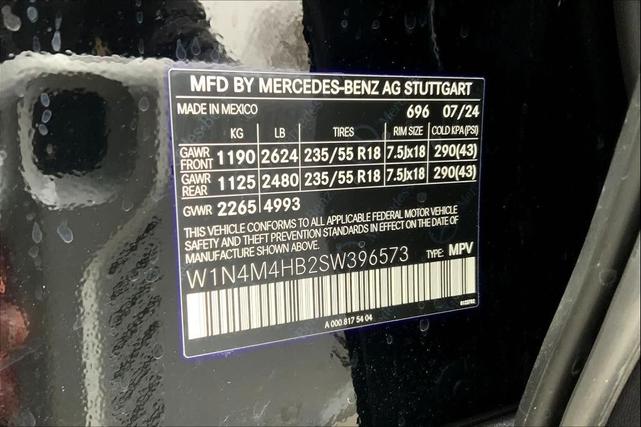 MFD BY MERCEDES-BENZ AG STUTTGART
MADE IN MEXICO 696 07/24
KG LB TIRES RIM SIZE COLD KPA(PSI)
GAWR FRONT 1190 2624 235/55 R18 7.5Jx18 290(43)
GAWR REAR 1125 2480 235/55 R18 7.5Jx18 290(43)
GVWR 2265 4993
THIS VEHICLE CONFORMS TO ALL APPLICABLE FEDERAL MOTOR VEHICLE
SAFETY AND THEFT PREVENTION STANDARDS IN EFFECT ON THE DATE OF
MANUFACTURE SHOWN ABOVE.
W1N4M4HB2SW396573 TYPE: MPV
A 000 817 54 04